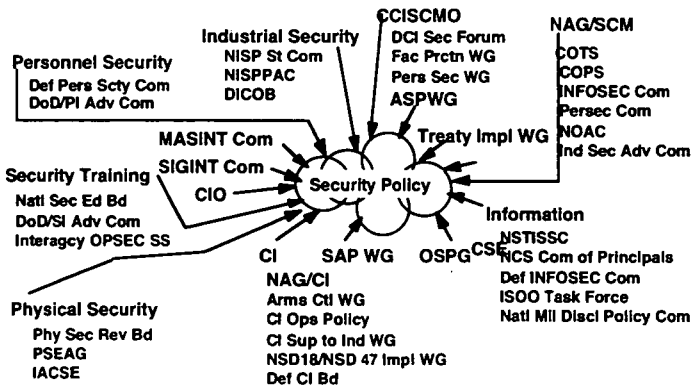 CCISCMO
DCI Sec Forum
Fac Prctn WG
Pers Sec WG
ASPWG
NAG/SCM
COTS
COPS
INFOSEC Com
Persec Com
NOAC
Ind Sec Adv Com
Industrial Security
NISP St Com
NISPPAC
DICOB
Personnel Security
Def Pers Scty Com
DoD/PI Adv Com
MASINT Com
SIGINT Com
CIO
Treaty Impl WG
Security Policy
Security Training
Natl Sec Ed Bd
DoD/SI Adv Com
Interagcy OPSEC SS
Information
NSTISSC
NCS Com of Principals
Def INFOSEC Com
ISOO Task Force
Natl Mil Discl Policy Com
CI
SAP WG
OSPG
CSE
NAG/CI
Arms Ctl WG
CI Ops Policy
CI Sup to Ind WG
NSD18/NSD 47 Impl WG
Def CI Bd
Physical Security
Phy Sec Rev Bd
PSEAG
IACSE